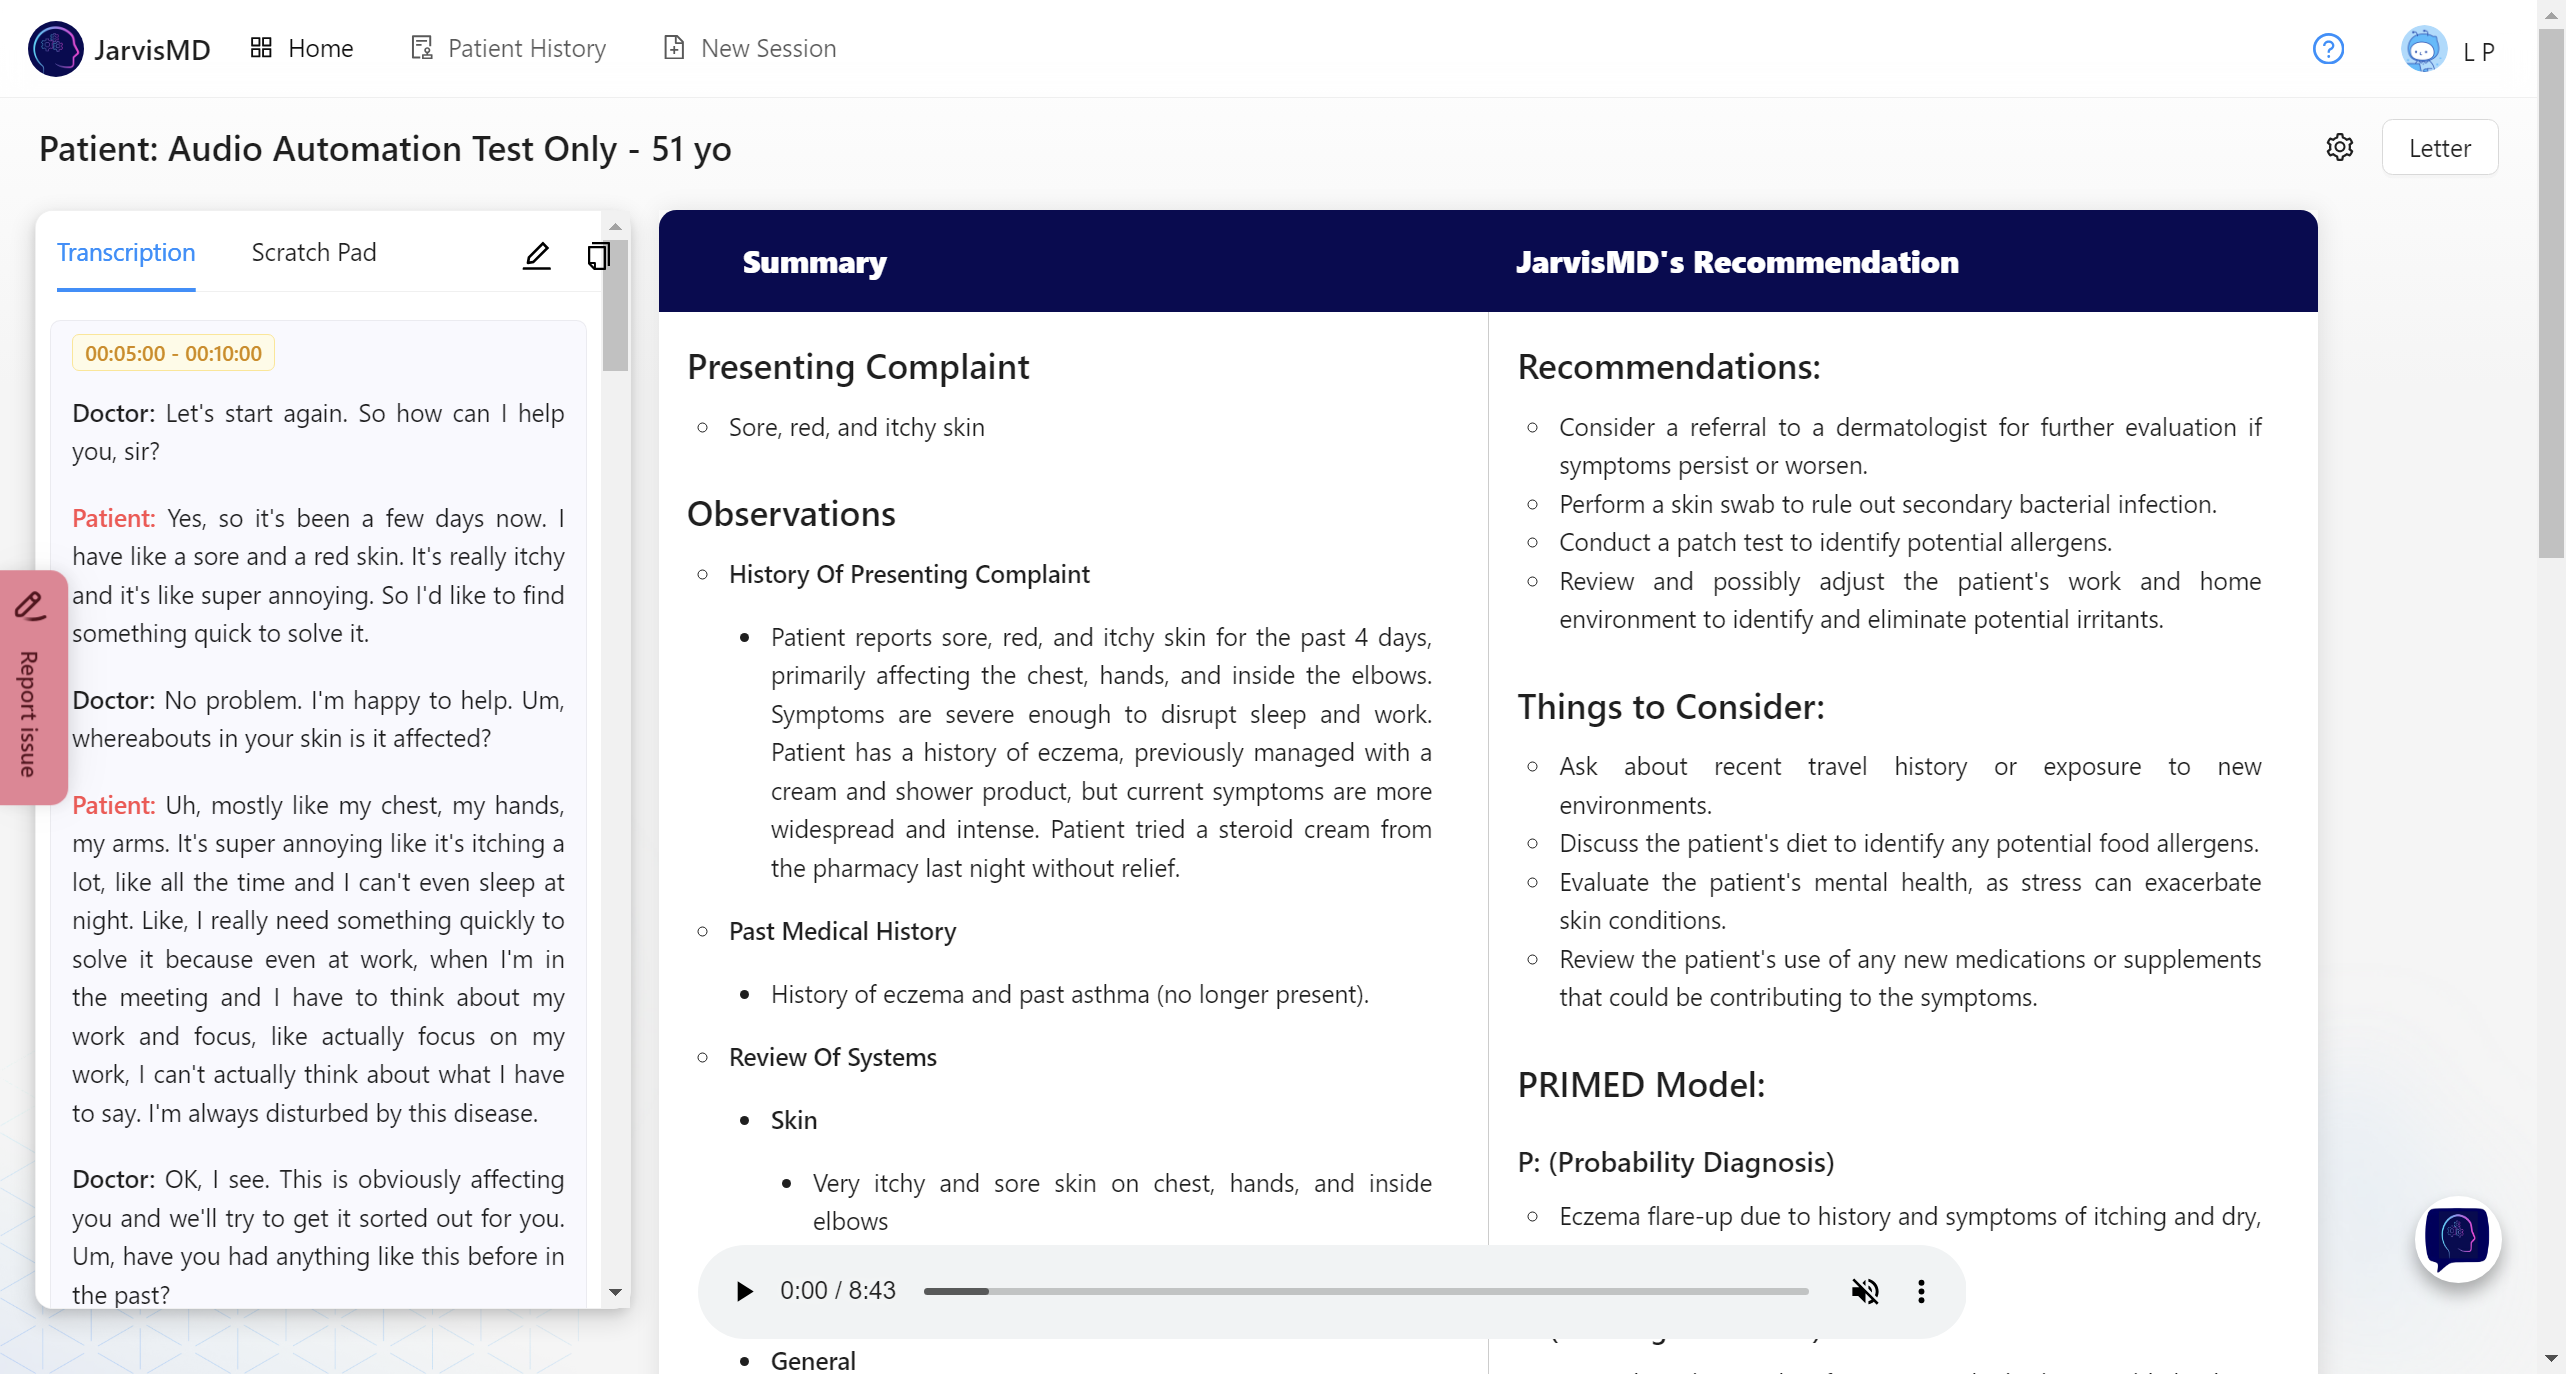 JarvisMD
Home
Patient History
New Session
?
L P
Patient: Audio Automation Test Only - 51 yo
Letter
Report issue
Transcription
Scratch Pad
00:05:00 - 00:10:00
Doctor: Let's start again. So how can I help
you, sir?
Patient: Yes, so it's been a few days now. I
have like a sore and a red skin. It's really itchy
and it's like super annoying. So I'd like to find
something quick to solve it.
Doctor: No problem. I'm happy to help. Um,
whereabouts in your skin is it affected?
Patient: Uh, mostly like my chest, my hands,
my arms. It's super annoying like it's itching a
lot, like all the time and I can't even sleep at
night. Like, I really need something quickly to
solve it because even at work, when I'm in
the meeting and I have to think about my
work and focus, like actually focus on my
work, I can't actually think about what I have
to say. I'm always disturbed by this disease.
Doctor: OK, I see. This is obviously affecting
you and we'll try to get it sorted out for you.
Um, have you had anything like this before in
the past?
Summary
Presenting Complaint
Sore, red, and itchy skin
Observations
History Of Presenting Complaint
Patient reports sore, red, and itchy skin for the past 4 days,
primarily affecting the chest, hands, and inside the elbows.
Symptoms are severe enough to disrupt sleep and work.
Patient has a history of eczema, previously managed with a
cream and shower product, but current symptoms are more
widespread and intense. Patient tried a steroid cream from
the pharmacy last night without relief.
Past Medical History
History of eczema and past asthma (no longer present).
Review Of Systems
Skin
Very itchy and sore skin on chest, hands, and inside
elbows
General
JarvisMD's Recommendation
Recommendations:
Consider a referral to a dermatologist for further evaluation if
symptoms persist or worsen.
Perform a skin swab to rule out secondary bacterial infection.
Conduct a patch test to identify potential allergens.
Review and possibly adjust the patient's work and home
environment to identify and eliminate potential irritants.
Things to Consider:
Ask about recent travel history or exposure to new
environments.
Discuss the patient's diet to identify any potential food allergens.
Evaluate the patient's mental health, as stress can exacerbate
skin conditions.
Review the patient's use of any new medications or supplements
that could be contributing to the symptoms.
PRIMED Model:
P: (Probability Diagnosis)
Eczema flare-up due to history and symptoms of itching and dry,
0:00 / 8:43